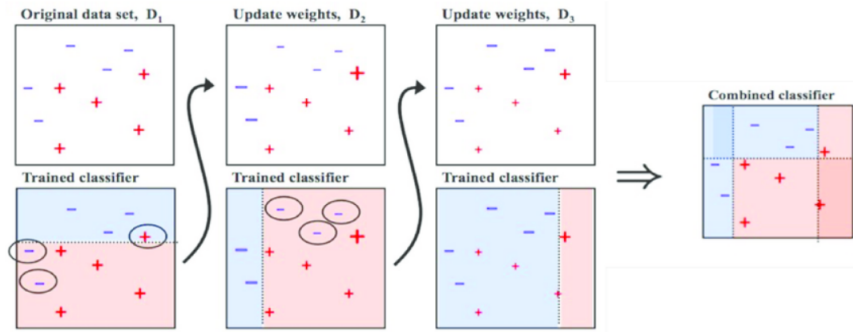 Original data set, D₁
Update weights, D₂
Update weights, D₃
Combined classifier
Trained classifier
Trained classifier
Trained classifier